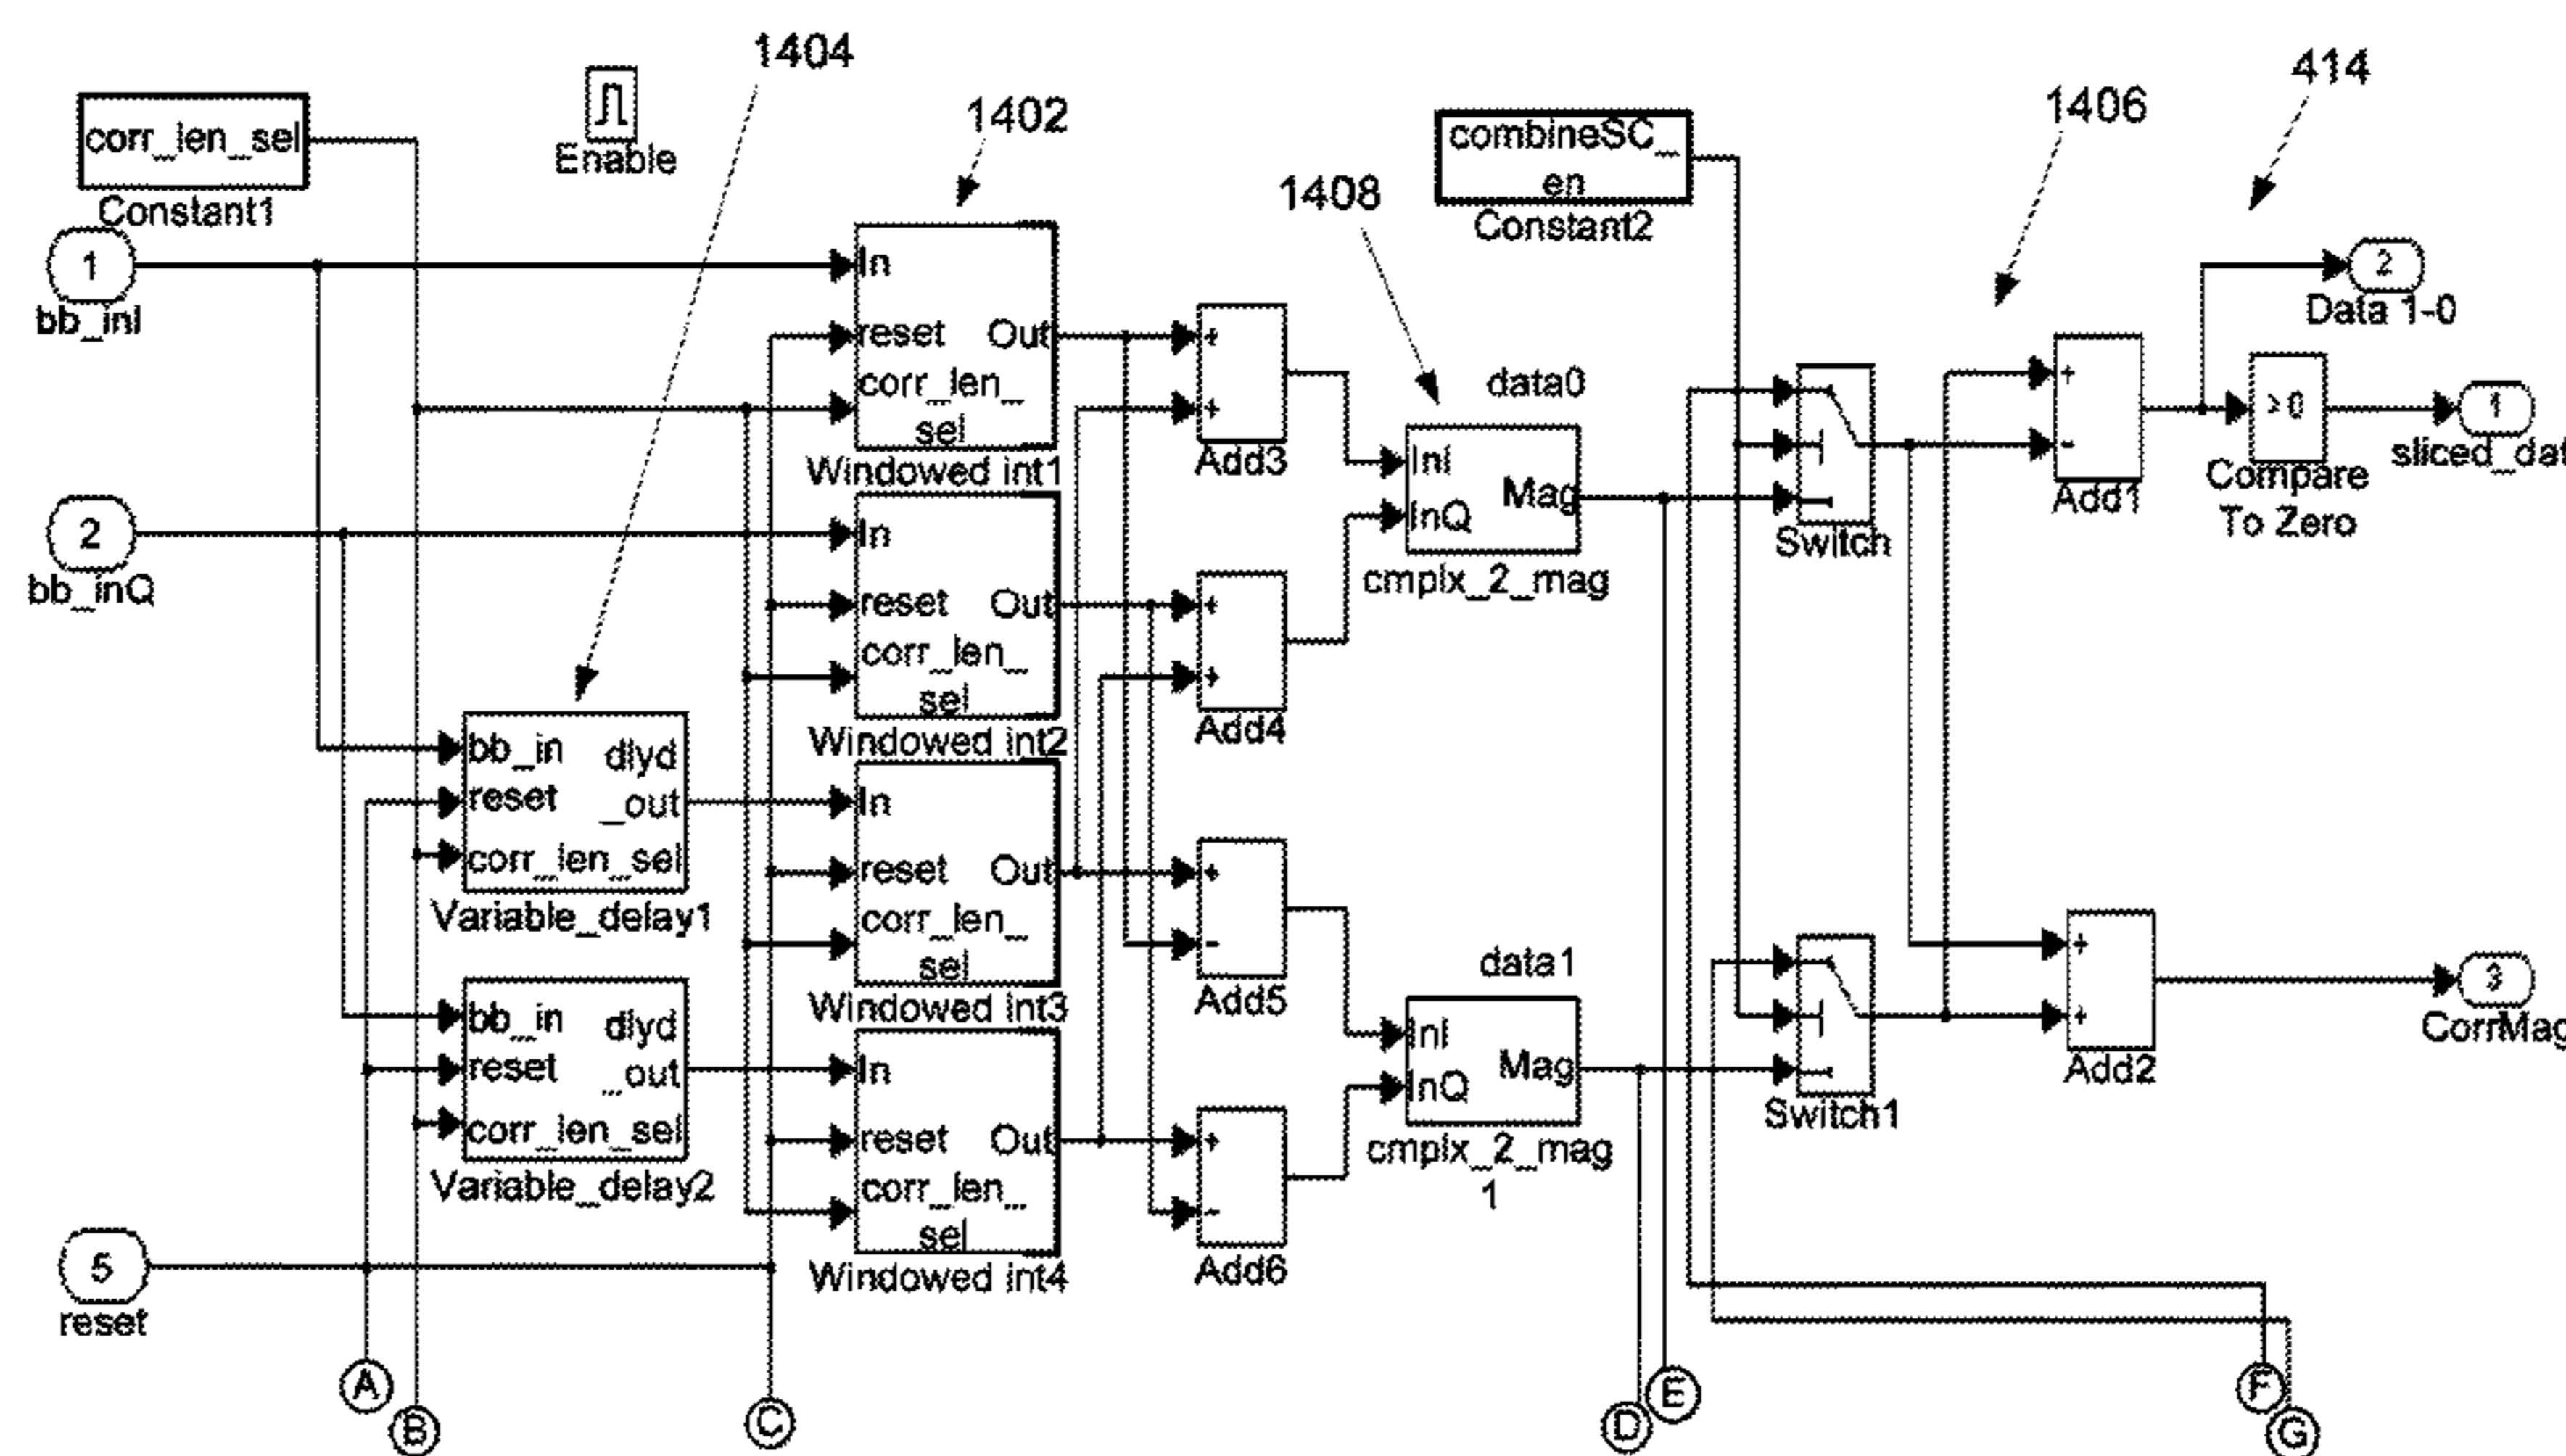 1404
414
1402
1406
corr_len_sel
Constant1
Enable
combineSC_
en
Constant2
1408
1
bb_inI
In
reset
Out
corr_len_
sel
Windowed int1
+
+
Add3
data0
InI
InQ
Mag
cmplx_2_mag
Switch
+
-
Add1
2
Data 1-0
>0
Compare
To Zero
1
2
bb_inQ
In
reset
Out
corr_len_
sel
Windowed int2
+
+
Add4
bb_in
dlyd
_out
reset
corr_len_sel
Variable_delay1
In
reset
Out
corr_len_
sel
Windowed int3
+
-
Add5
data1
InI
InQ
Mag
cmplx_2_mag
1
Switch1
+
+
Add2
3
CorrMag
bb_in
dlyd
_out
reset
corr_len_sel
Variable_delay2
In
reset
Out
corr_len_
sel
Windowed int4
+
-
Add6
5
reset
A
B
C
D
E
F
G